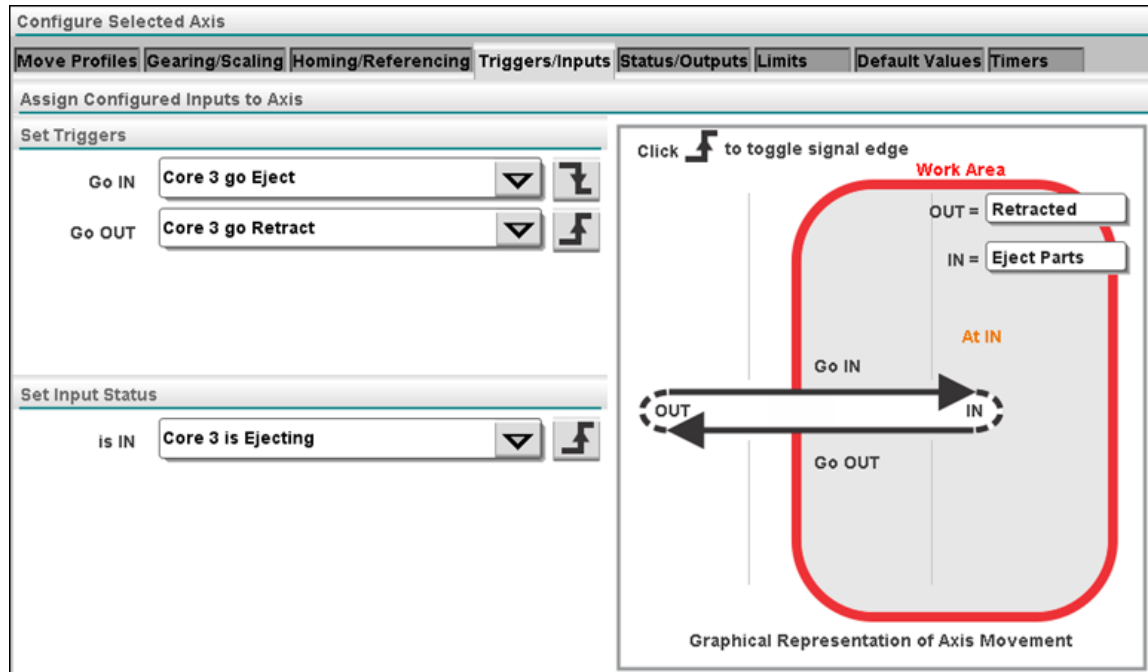 Configure Selected Axis
Move Profiles Gearing/Scaling Homing/Referencing Triggers/Inputs Status/Outputs Limits Default Values Timers
Assign Configured Inputs to Axis
Set Triggers
Go IN Core 3 go Eject
Go OUT Core 3 go Retract
Set Input Status
is IN Core 3 is Ejecting
Click to toggle signal edge
Work Area
OUT = Retracted
IN = Eject Parts
At IN
Go IN
OUT IN
Go OUT
Graphical Representation of Axis Movement